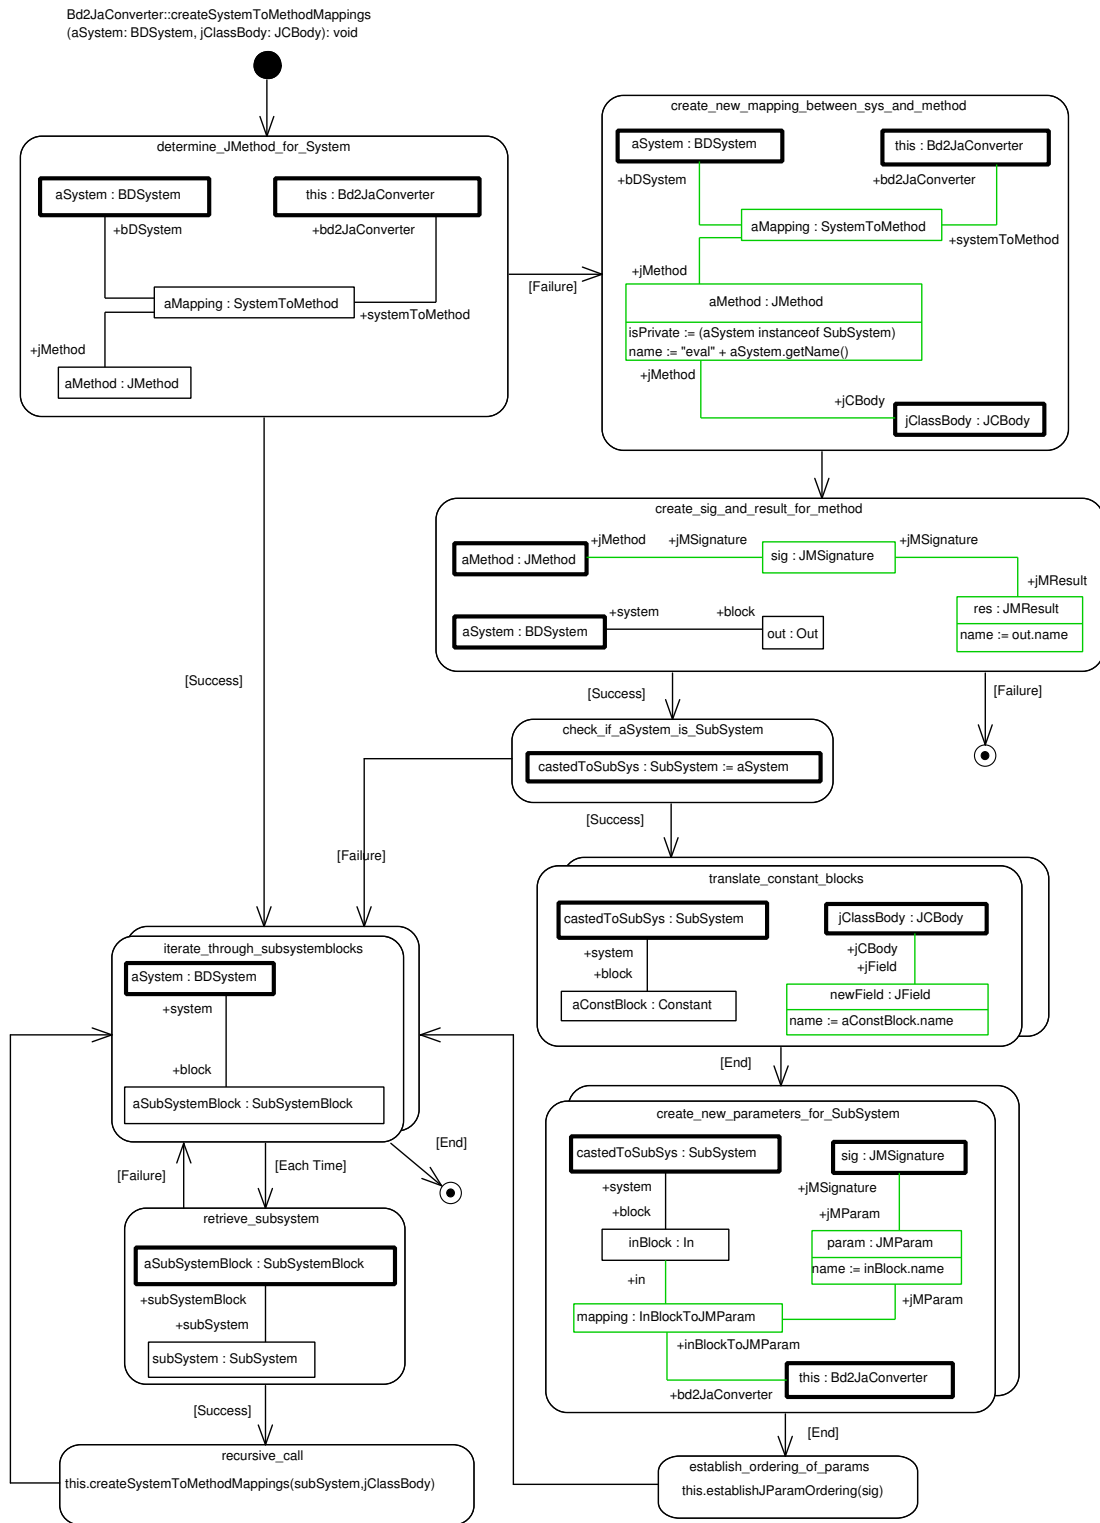 Bd2JaConverter::createSystemToMethodMappings
(aSystem: BDSystem, jClassBody: JCBody): void
determine_JMethod_for_System
aSystem : BDSystem
this : Bd2JaConverter
+bDSystem
+bd2JaConverter
aMapping : SystemToMethod
+systemToMethod
+jMethod
aMethod : JMethod
[Failure]
[Success]
create_new_mapping_between_sys_and_method
aSystem : BDSystem
this : Bd2JaConverter
+bDSystem
+bd2JaConverter
aMapping : SystemToMethod
+systemToMethod
+jMethod
aMethod : JMethod
isPrivate := (aSystem instanceof SubSystem)
name := "eval" + aSystem.getName()
+jMethod
+jCBody
jClassBody : JCBody
create_sig_and_result_for_method
+jMethod
+jMSignature
+jMSignature
aMethod : JMethod
sig : JMSignature
+jMResult
res : JMResult
name := out.name
+system
+block
aSystem : BDSystem
out : Out
[Success]
[Failure]
check_if_aSystem_is_SubSystem
castedToSubSys : SubSystem := aSystem
[Success]
[Failure]
translate_constant_blocks
castedToSubSys : SubSystem
jClassBody : JCBody
+system
+block
+jCBody
+jField
aConstBlock : Constant
newField : JField
name := aConstBlock.name
[End]
iterate_through_subsystemblocks
aSystem : BDSystem
+system
+block
aSubSystemBlock : SubSystemBlock
[Failure]
[Each Time]
[End]
create_new_parameters_for_SubSystem
castedToSubSys : SubSystem
sig : JMSignature
+system
+block
+jMSignature
+jMParam
inBlock : In
param : JMParam
name := inBlock.name
+in
+jMParam
mapping : InBlockToJMParam
+inBlockToJMParam
this : Bd2JaConverter
+bd2JaConverter
[End]
retrieve_subsystem
aSubSystemBlock : SubSystemBlock
+subSystemBlock
+subSystem
subSystem : SubSystem
[Success]
recursive_call
this.createSystemToMethodMappings(subSystem,jClassBody)
establish_ordering_of_params
this.establishJParamOrdering(sig)